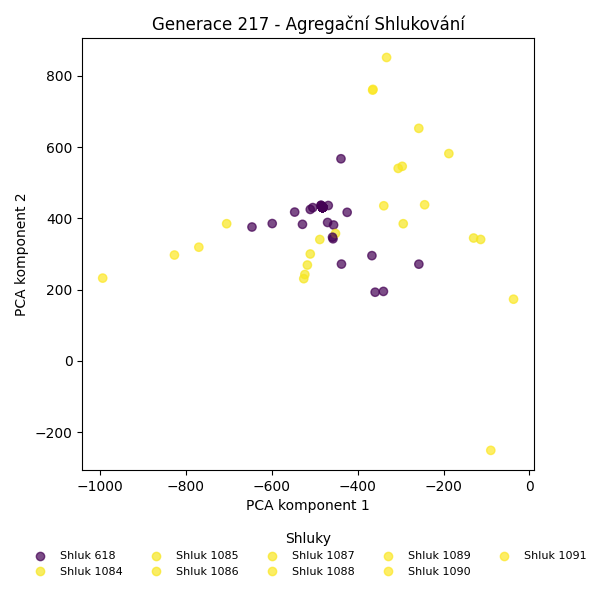 Generace 217 - Agregační Shlukování
PCA komponent 2
800
600
400
200
0
−200
−1000 −800 −600 −400 −200 0
PCA komponent 1
Shluky
Shluk 618 Shluk 1085 Shluk 1087 Shluk 1089 Shluk 1091
Shluk 1084 Shluk 1086 Shluk 1088 Shluk 1090